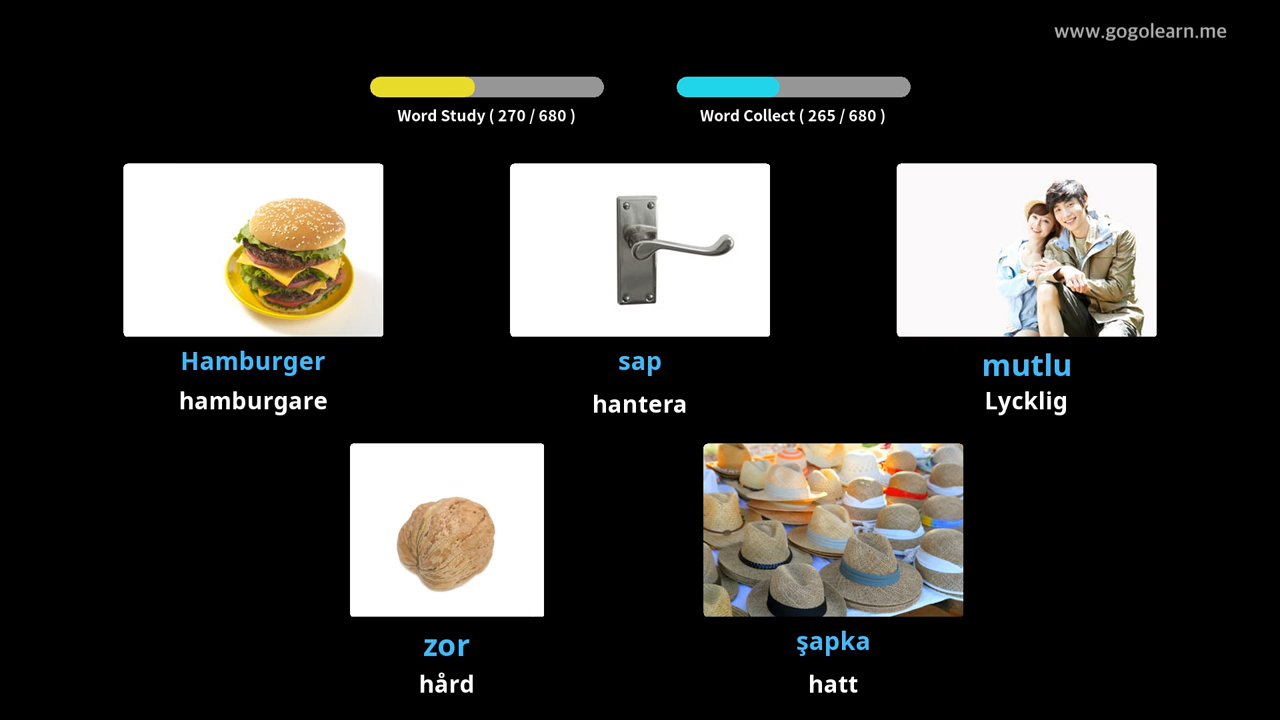 www.gogolearn.me
Word Study ( 270 / 680 )
Word Collect ( 265 / 680 )
Hamburger
hamburgare
sap
hantera
mutlu
Lycklig
zor
hård
şapka
hatt